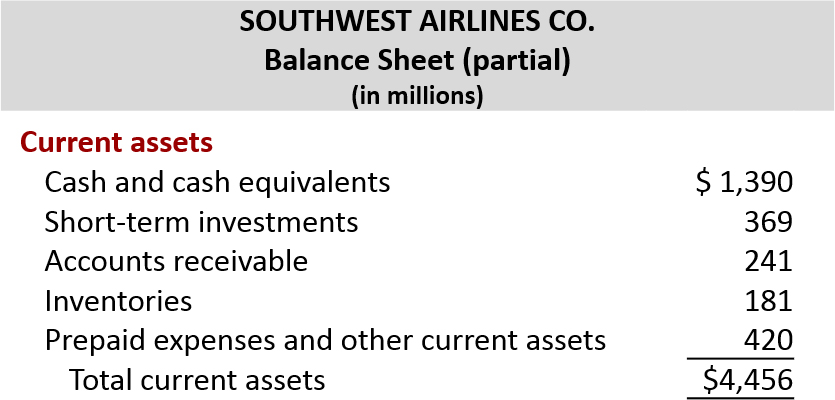 SOUTHWEST AIRLINES CO.
Balance Sheet (partial)
(in millions)
Current assets
Cash and cash equivalents $ 1,390
Short-term investments 369
Accounts receivable 241
Inventories 181
Prepaid expenses and other current assets 420
Total current assets $4,456